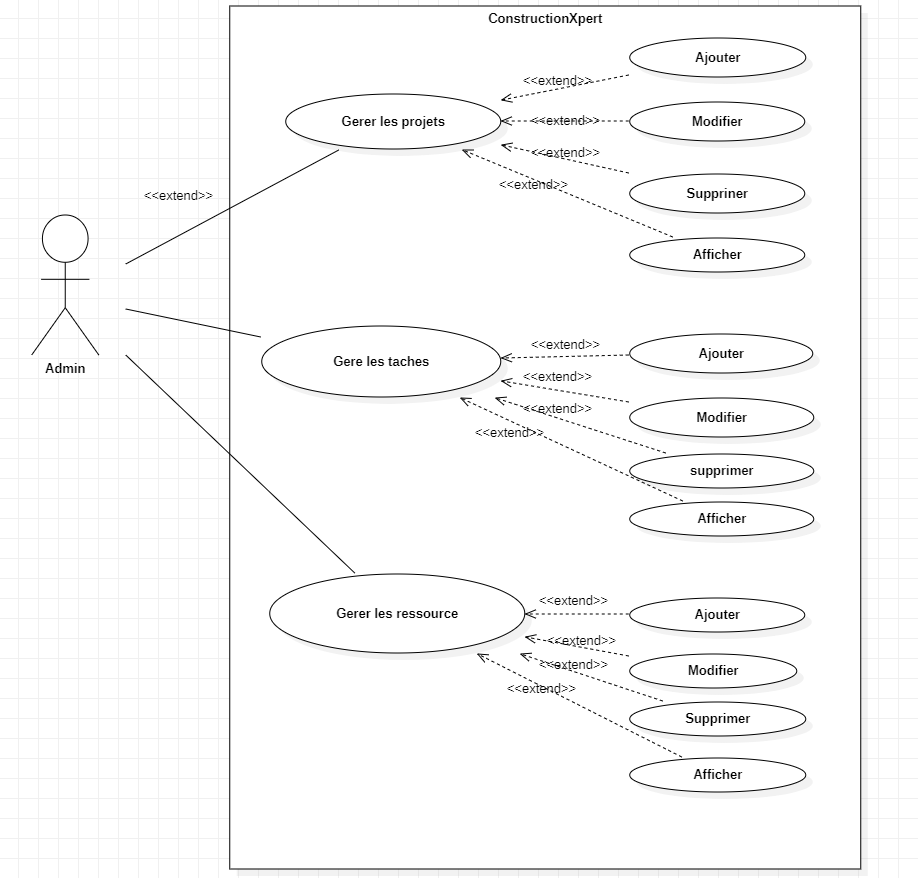 ConstructionXpert
Ajouter
<<extend>>
Gerer les projets
<<extend>>
Modifier
<<extend>>
<<extend>>
Suppriner
<<extend>>
Afficher
Admin
Gere les taches
<<extend>>
Ajouter
<<extend>>
<<extend>>
Modifier
<<extend>>
supprimer
Afficher
Gerer les ressource
<<extend>>
Ajouter
<<extend>>
<<extend>>
Modifier
<<extend>>
Supprimer
Afficher